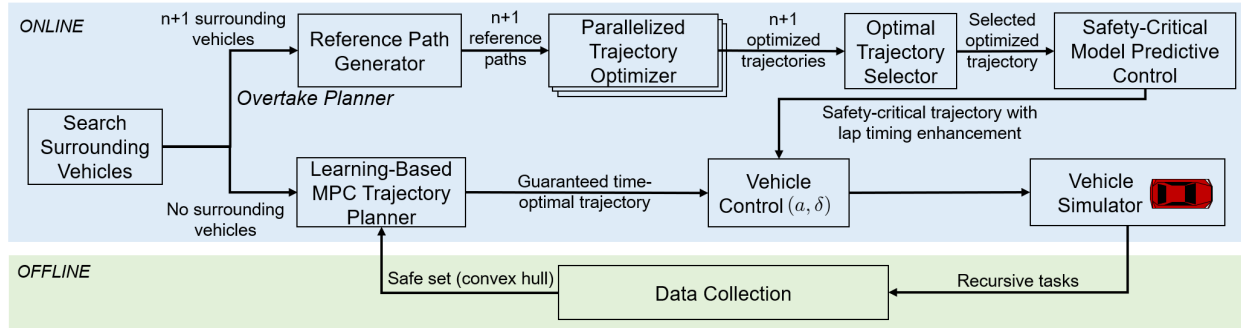 ONLINE
n+1 surrounding
vehicles
Reference Path
Generator
n+1
reference
paths
Parallelized
Trajectory
Optimizer
n+1
optimized
trajectories
Optimal
Trajectory
Selector
Selected
optimized
trajectory
Safety-Critical
Model Predictive
Control
Overtake Planner
Safety-critical trajectory with
lap timing enhancement
Search
Surrounding
Vehicles
No surrounding
vehicles
Learning-Based
MPC Trajectory
Planner
Guaranteed time-
optimal trajectory
Vehicle
Control (a, δ)
Vehicle
Simulator
OFFLINE
Safe set (convex hull)
Data Collection
Recursive tasks